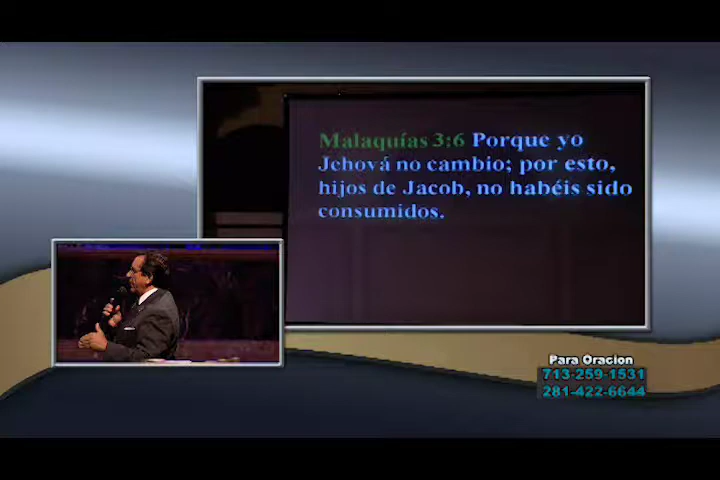 Malaquías 3:6 Porque yo
Jehová no cambio; por esto,
hijos de Jacob, no habéis sido
consumidos.
Para Oracion
713-259-1531
281-422-6644